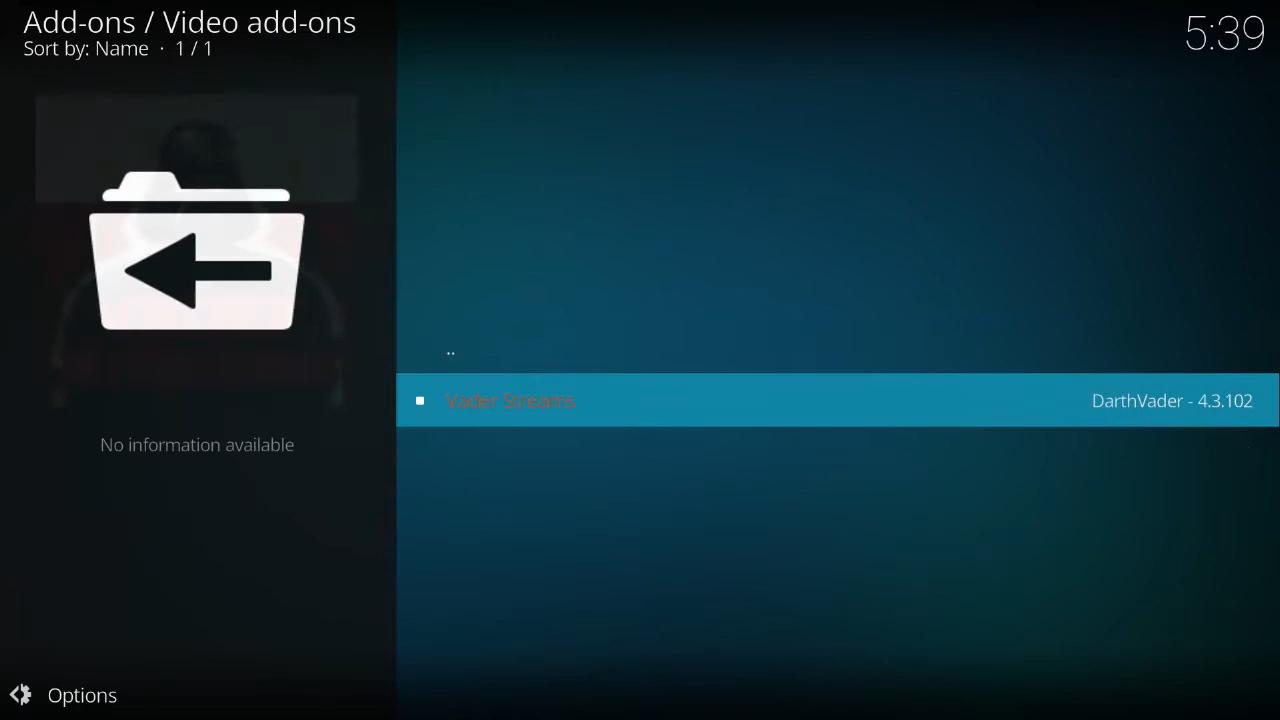 Add-ons / Video add-ons
Sort by: Name · 1 / 1
5:39
..
Vader Streams DarthVader - 4.3.102
No information available
Options